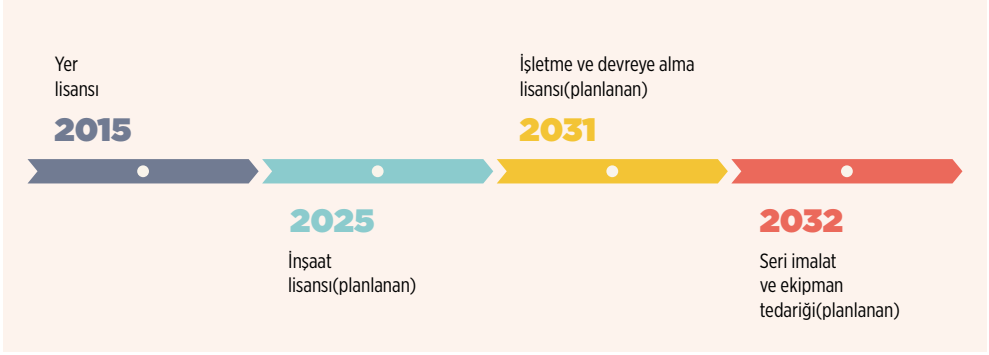 Yer
lisansı
2015
2025
İnşaat
lisansı(planlanan)
İşletme ve devreye alma
lisansı(planlanan)
2031
2032
Seri imalat
ve ekipman
tedariği(planlanan)